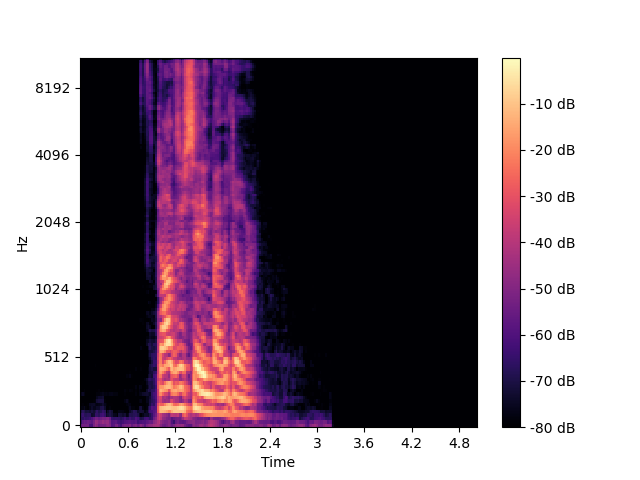 8192
4096
2048
1024
512
0
Hz
0 0.6 1.2 1.8 2.4 3 3.6 4.2 4.8
Time
-10 dB
-20 dB
-30 dB
-40 dB
-50 dB
-60 dB
-70 dB
-80 dB